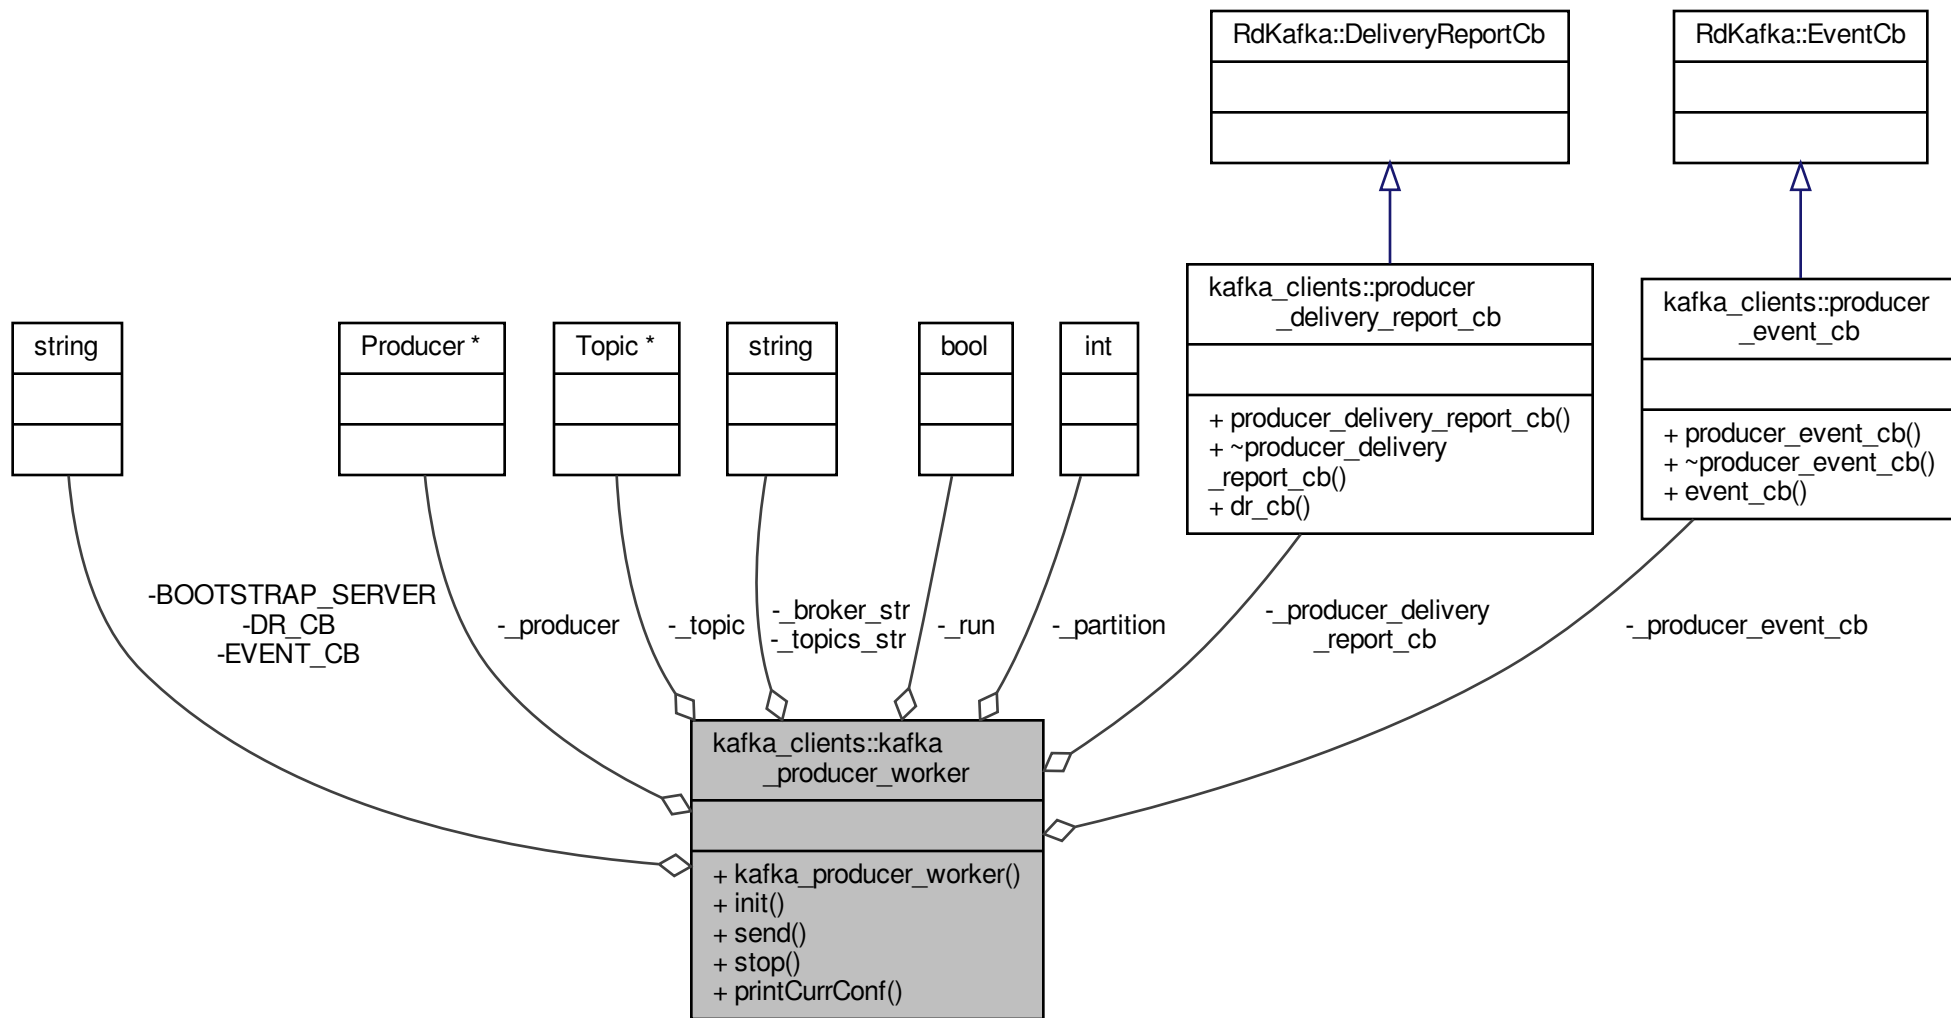 RdKafka::DeliveryReportCb
RdKafka::EventCb
kafka_clients::producer
_delivery_report_cb
+ producer_delivery_report_cb()
+ ~producer_delivery
_report_cb()
+ dr_cb()
kafka_clients::producer
_event_cb
+ producer_event_cb()
+ ~producer_event_cb()
+ event_cb()
string
Producer *
Topic *
string
bool
int
-BOOTSTRAP_SERVER
-DR_CB
-EVENT_CB
-_producer
-_topic
-_broker_str
-_topics_str
-_run
-_partition
-_producer_delivery
_report_cb
-_producer_event_cb
kafka_clients::kafka
_producer_worker
+ kafka_producer_worker()
+ init()
+ send()
+ stop()
+ printCurrConf()